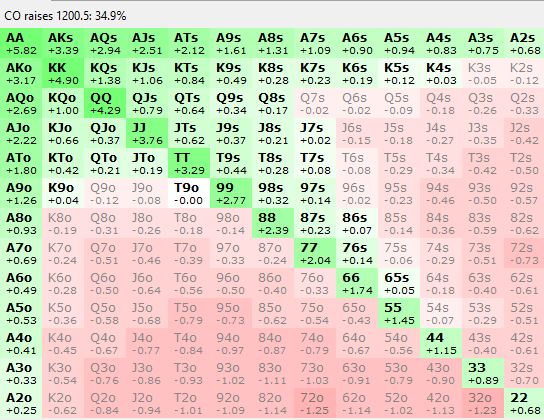 CO raises 1200.5: 34.9%
AA AKs AQs AJs ATs A9s A8s A7s A6s A5s A4s A3s A2s
+5.82 +3.39 +2.94 +2.51 +2.12 +1.61 +1.31 +1.09 +0.90 +0.94 +0.83 +0.75 +0.68
AKo KK KQs KJs KTs K9s K8s K7s K6s K5s K4s K3s K2s
+3.17 +4.90 +1.38 +1.06 +0.84 +0.49 +0.28 +0.23 +0.19 +0.12 +0.03 -0.05 -0.12
AQo KQo QQ QJs QTs Q9s Q8s Q7s Q6s Q5s Q4s Q3s Q2s
+2.69 +1.00 +4.29 +0.79 +0.64 +0.34 +0.17 -0.02 -0.02 -0.09 -0.18 -0.26 -0.33
AJo KJo QJo JJ JTs J9s J8s J7s J6s J5s J4s J3s J2s
+2.22 +0.66 +0.37 +3.76 +0.62 +0.37 +0.21 +0.02 -0.15 -0.18 -0.27 -0.35 -0.42
ATo KTo QTo JTo TT T9s T8s T7s T6s T5s T4s T3s T2s
+1.80 +0.42 +0.21 +0.19 +3.29 +0.44 +0.28 +0.08 -0.08 -0.29 -0.34 -0.42 -0.50
A9o K9o Q9o J9o T9o 99 98s 97s 96s 95s 94s 93s 92s
+1.26 +0.04 -0.12 -0.08 -0.00 +2.77 +0.32 +0.14 -0.02 -0.23 -0.46 -0.50 -0.57
A8o K8o Q8o J8o T8o 98o 88 87s 86s 85s 84s 83s 82s
+0.93 -0.19 -0.31 -0.26 -0.18 -0.14 +2.39 +0.23 +0.07 -0.14 -0.36 -0.59 -0.62
A7o K7o Q7o J7o T7o 97o 87o 77 76s 75s 74s 73s 72s
+0.69 -0.24 -0.51 -0.46 -0.39 -0.33 -0.24 +2.04 +0.14 -0.06 -0.29 -0.51 -0.73
A6o K6o Q6o J6o T6o 96o 86o 76o 66 65s 64s 63s 62s
+0.49 -0.28 -0.50 -0.64 -0.56 -0.50 -0.40 -0.33 +1.74 +0.05 -0.18 -0.40 -0.61
A5o K5o Q5o J5o T5o 95o 85o 75o 65o 55 54s 53s 52s
+0.53 -0.36 -0.58 -0.68 -0.79 -0.73 -0.62 -0.54 -0.43 +1.45 -0.07 -0.29 -0.51
A4o K4o Q4o J4o T4o 94o 84o 74o 64o 54o 44 43s 42s
+0.41 -0.45 -0.67 -0.77 -0.84 -0.97 -0.87 -0.79 -0.67 -0.56 +1.15 -0.40 -0.61
A3o K3o Q3o J3o T3o 93o 83o 73o 63o 53o 43o 33 32s
+0.33 -0.54 -0.76 -0.86 -0.93 -1.02 -1.11 -1.03 -0.91 -0.79 -0.90 +0.89 -0.70
A2o K2o Q2o J2o T2o 92o 82o 72o 62o 52o 42o 32o 22
+0.25 -0.62 -0.84 -0.94 -1.01 -1.09 -1.14 -1.25 -1.14 -1.02 -1.13 -1.23 +0.68